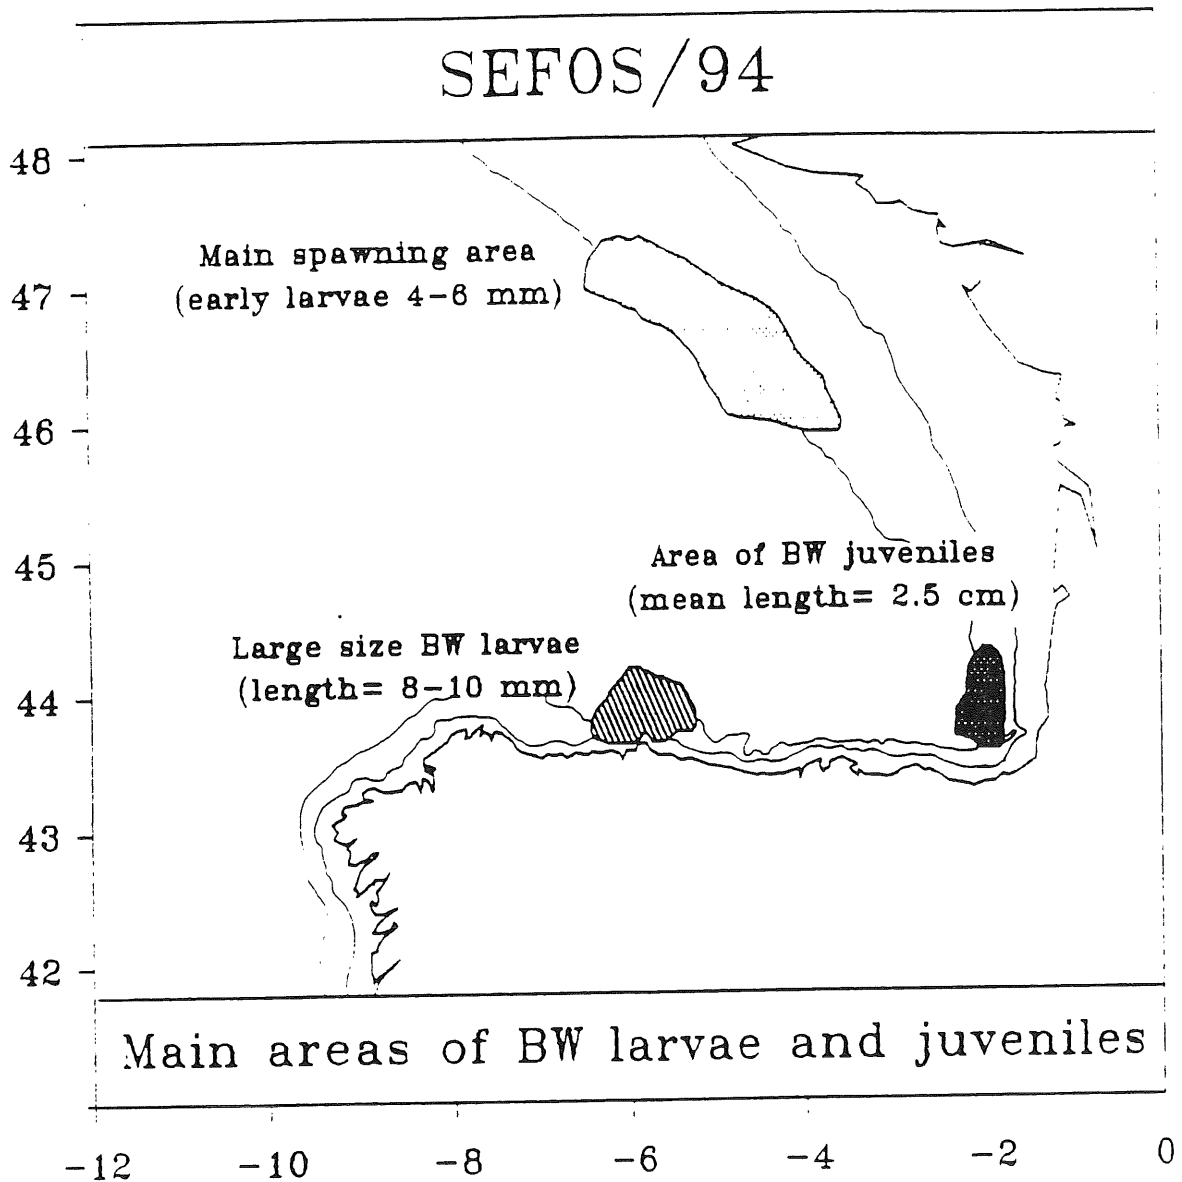 SEFOS/94
48
Main spawning area
(early larvae 4-6 mm)
47
46
45
Area of BW juveniles
(mean length= 2.5 cm)
Large size BW larvae
(length= 8-10 mm)
44
43
42
Main areas of BW larvae and juveniles
-12 -10 -8 -6 -4 -2 0